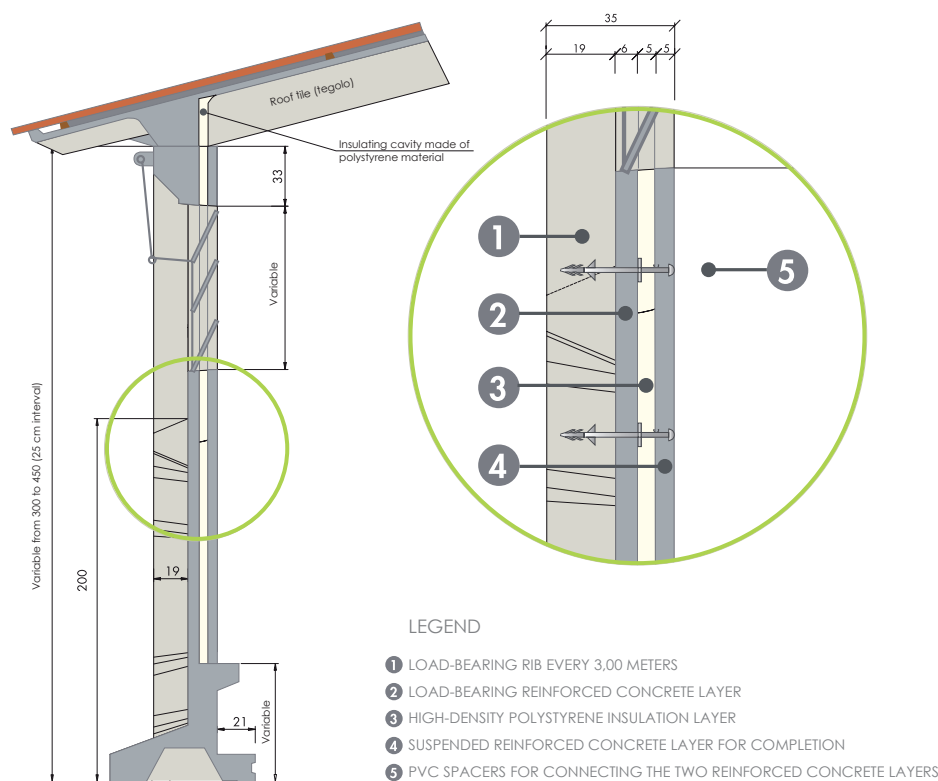 35
19
6
5
5
Roof tile (tegolo)
Insulating cavity made of
polystyrene material
33
Variable
1
2
3
4
5
Variable from 300 to 450 (25 cm interval)
200
19
21
Variable
LEGEND
1 LOAD-BEARING RIB EVERY 3,00 METERS
2 LOAD-BEARING REINFORCED CONCRETE LAYER
3 HIGH-DENSITY POLYSTYRENE INSULATION LAYER
4 SUSPENDED REINFORCED CONCRETE LAYER FOR COMPLETION
5 PVC SPACERS FOR CONNECTING THE TWO REINFORCED CONCRETE LAYERS